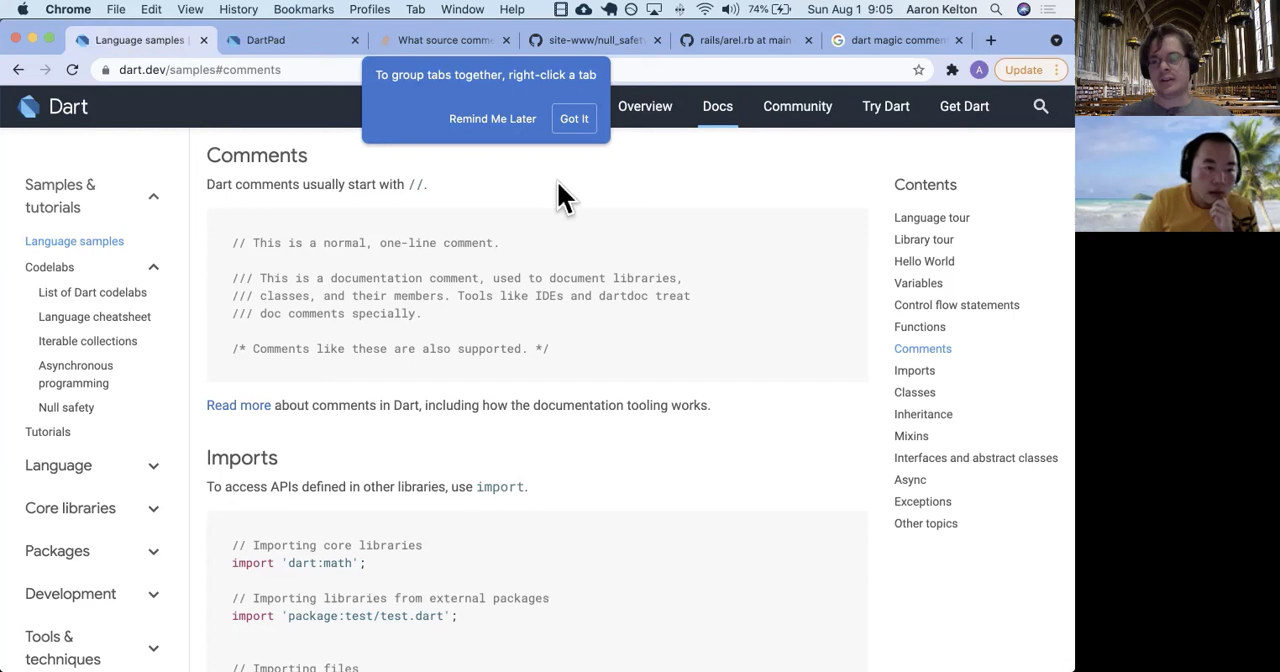 Chrome File Edit View History Bookmarks Profiles Tab Window Help 74% Sun Aug 1 9:05 Aaron Kelton
Language samples DartPad What source comme site-www/null_safet rails/arel.rb at main dart magic commen
dart.dev/samples#comments A Update
To group tabs together, right-click a tab
Remind Me Later Got It
Dart Overview Docs Community Try Dart Get Dart
Samples &
tutorials
Language samples
Codelabs
List of Dart codelabs
Language cheatsheet
Iterable collections
Asynchronous
programming
Null safety
Tutorials
Language
Core libraries
Packages
Development
Tools &
techniques
Comments
Dart comments usually start with //.
// This is a normal, one-line comment.
/// This is a documentation comment, used to document libraries,
/// classes, and their members. Tools like IDEs and dartdoc treat
/// doc comments specially.
/* Comments like these are also supported. */
Read more about comments in Dart, including how the documentation tooling works.
Imports
To access APIs defined in other libraries, use import.
// Importing core libraries
import 'dart:math';
// Importing libraries from external packages
import 'package:test/test.dart';
// Importing files
Contents
Language tour
Library tour
Hello World
Variables
Control flow statements
Functions
Comments
Imports
Classes
Inheritance
Mixins
Interfaces and abstract classes
Async
Exceptions
Other topics